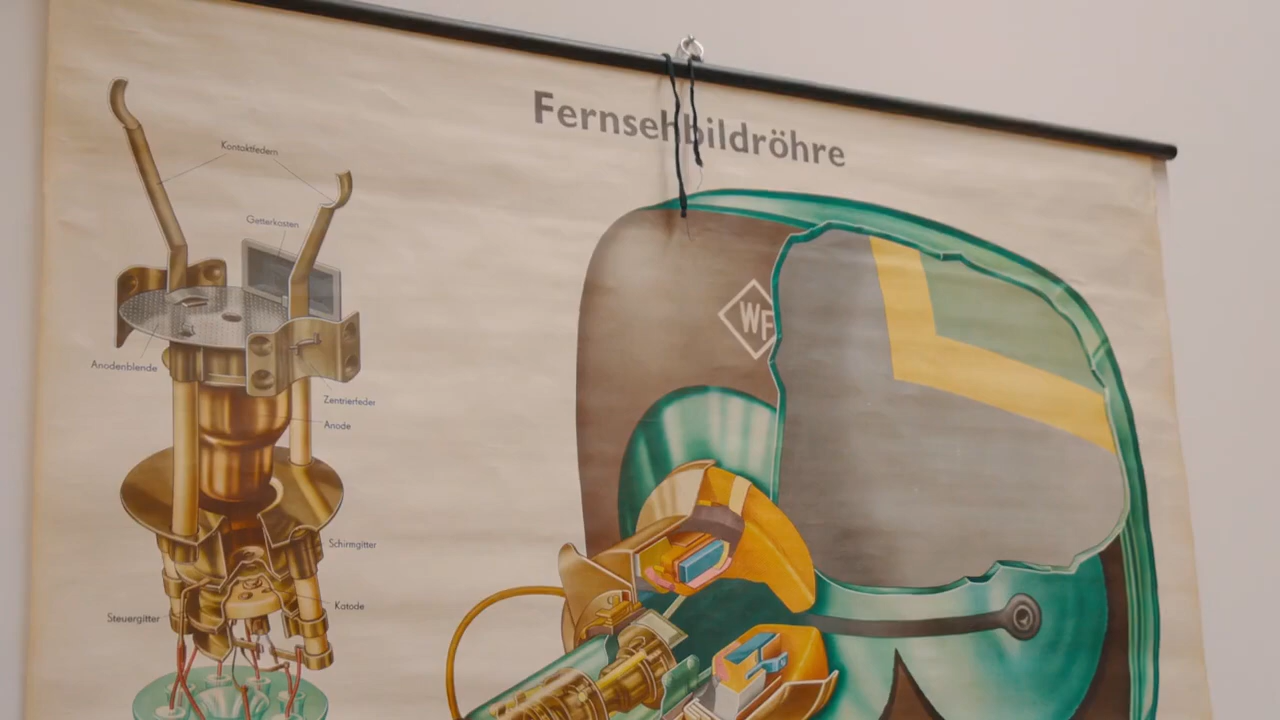 Fernsehbildröhre
Kontaktfedern
Getterkasten
WF
Anodenblende
Zentrierfeder
Anode
Schirmgitter
Katode
Steuergitter